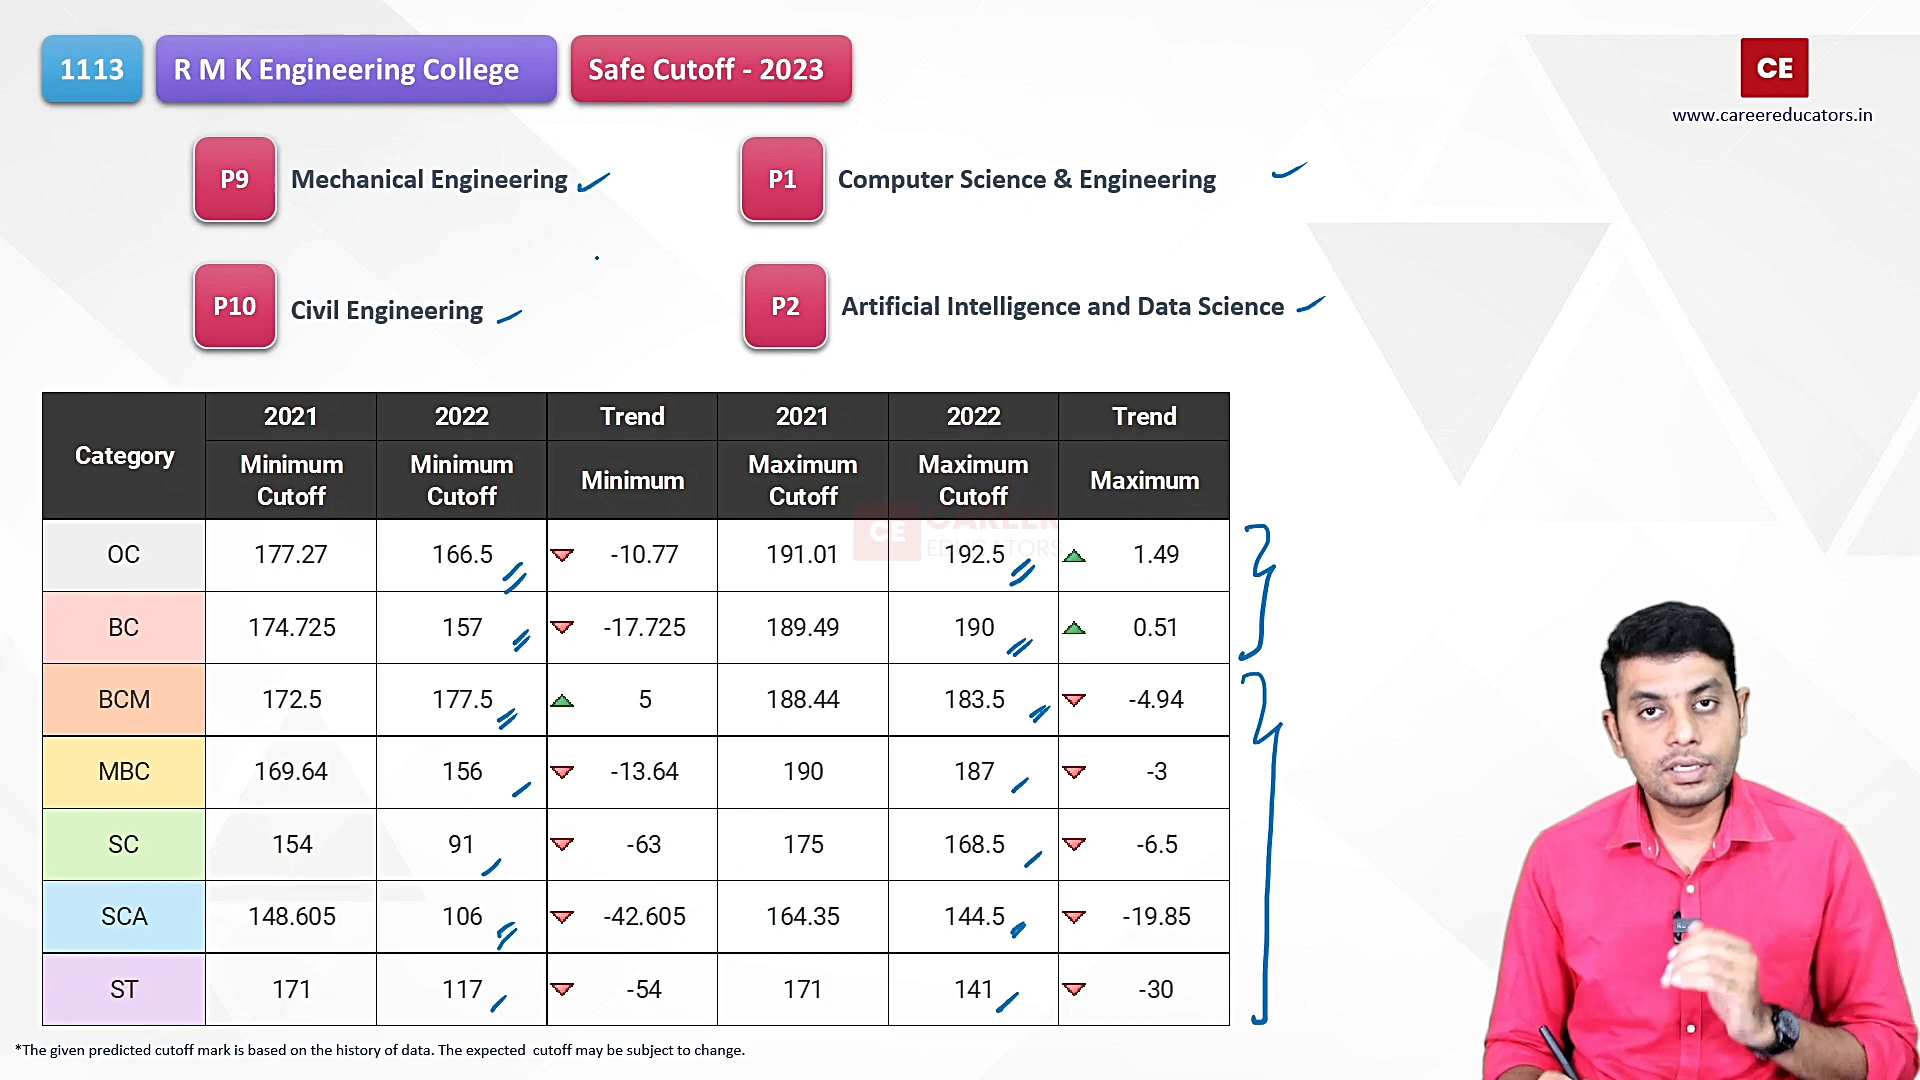 1113 R M K Engineering College Safe Cutoff - 2023
CE
www.careereducators.in
P9 Mechanical Engineering
P1 Computer Science & Engineering
P10 Civil Engineering
P2 Artificial Intelligence and Data Science
Category 2021 2022 Trend 2021 2022 Trend
Minimum Cutoff Minimum Cutoff Minimum Maximum Cutoff Maximum Cutoff Maximum
CE CAREER
EDUCATORS
OC 177.27 166.5 -10.77 191.01 192.5 1.49
BC 174.725 157 -17.725 189.49 190 0.51
BCM 172.5 177.5 5 188.44 183.5 -4.94
MBC 169.64 156 -13.64 190 187 -3
SC 154 91 -63 175 168.5 -6.5
SCA 148.605 106 -42.605 164.35 144.5 -19.85
ST 171 117 -54 171 141 -30
*The given predicted cutoff mark is based on the history of data. The expected cutoff may be subject to change.